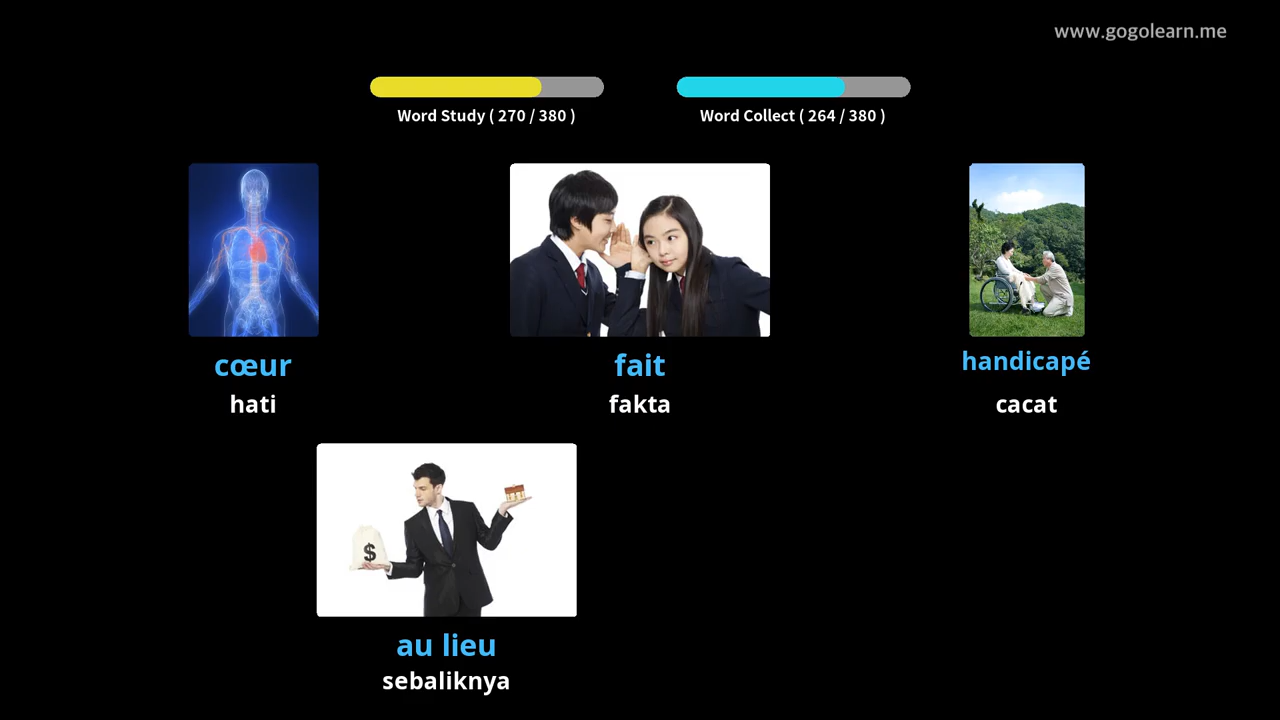 www.gogolearn.me
Word Study ( 270 / 380 )
Word Collect ( 264 / 380 )
cœur
hati
fait
fakta
handicapé
cacat
$
au lieu
sebaliknya